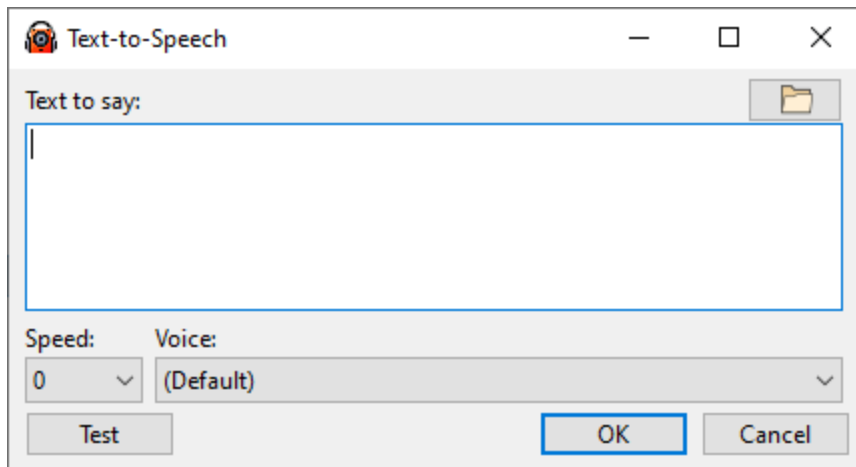 Text-to-Speech
Text to say:
Speed: Voice:
0 (Default)
Test OK Cancel